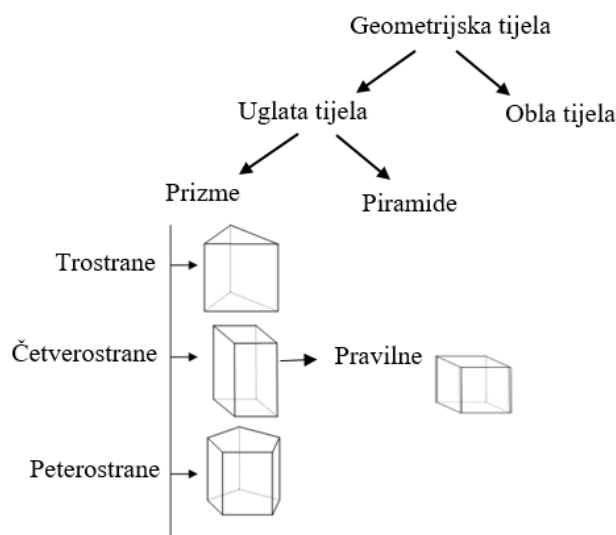 Geometrijska tijela
Uglata tijela
Obla tijela
Prizme
Piramide
Trostrane
Četverostrane
Pravilne
Peterostrane